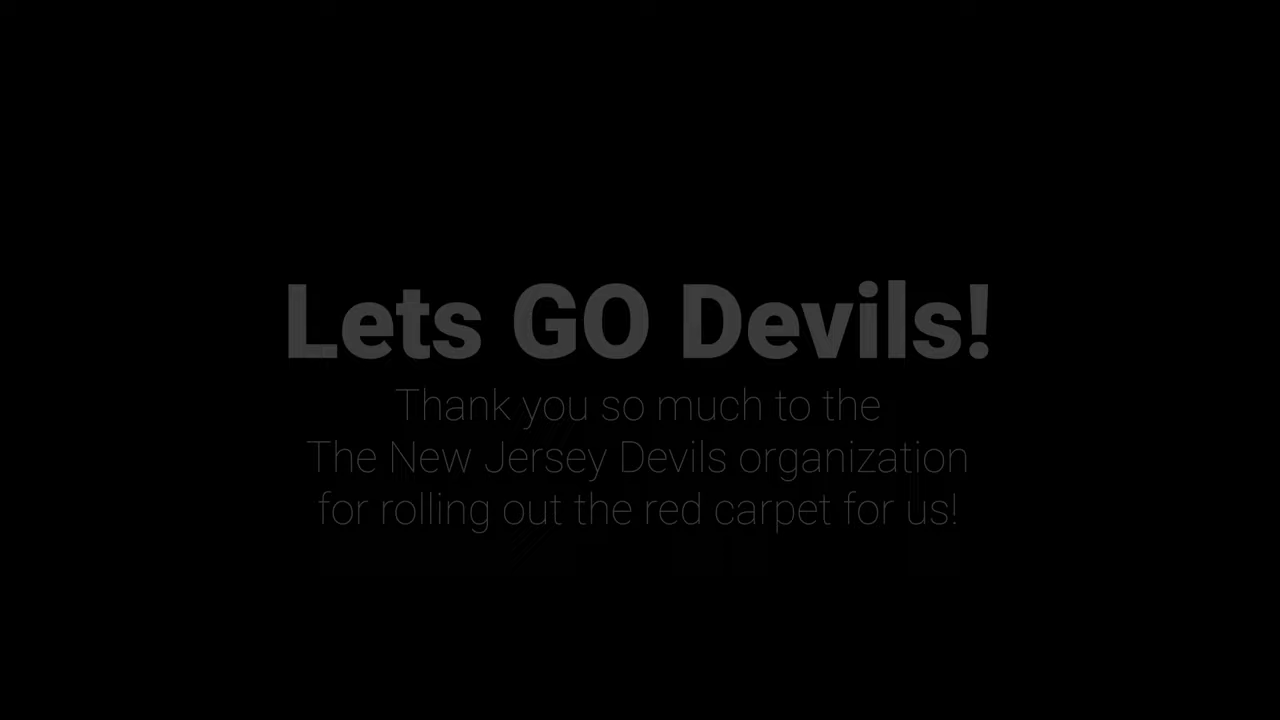 Lets GO Devils!
Thank you so much to the
The New Jersey Devils organization
for rolling out the red carpet for us!